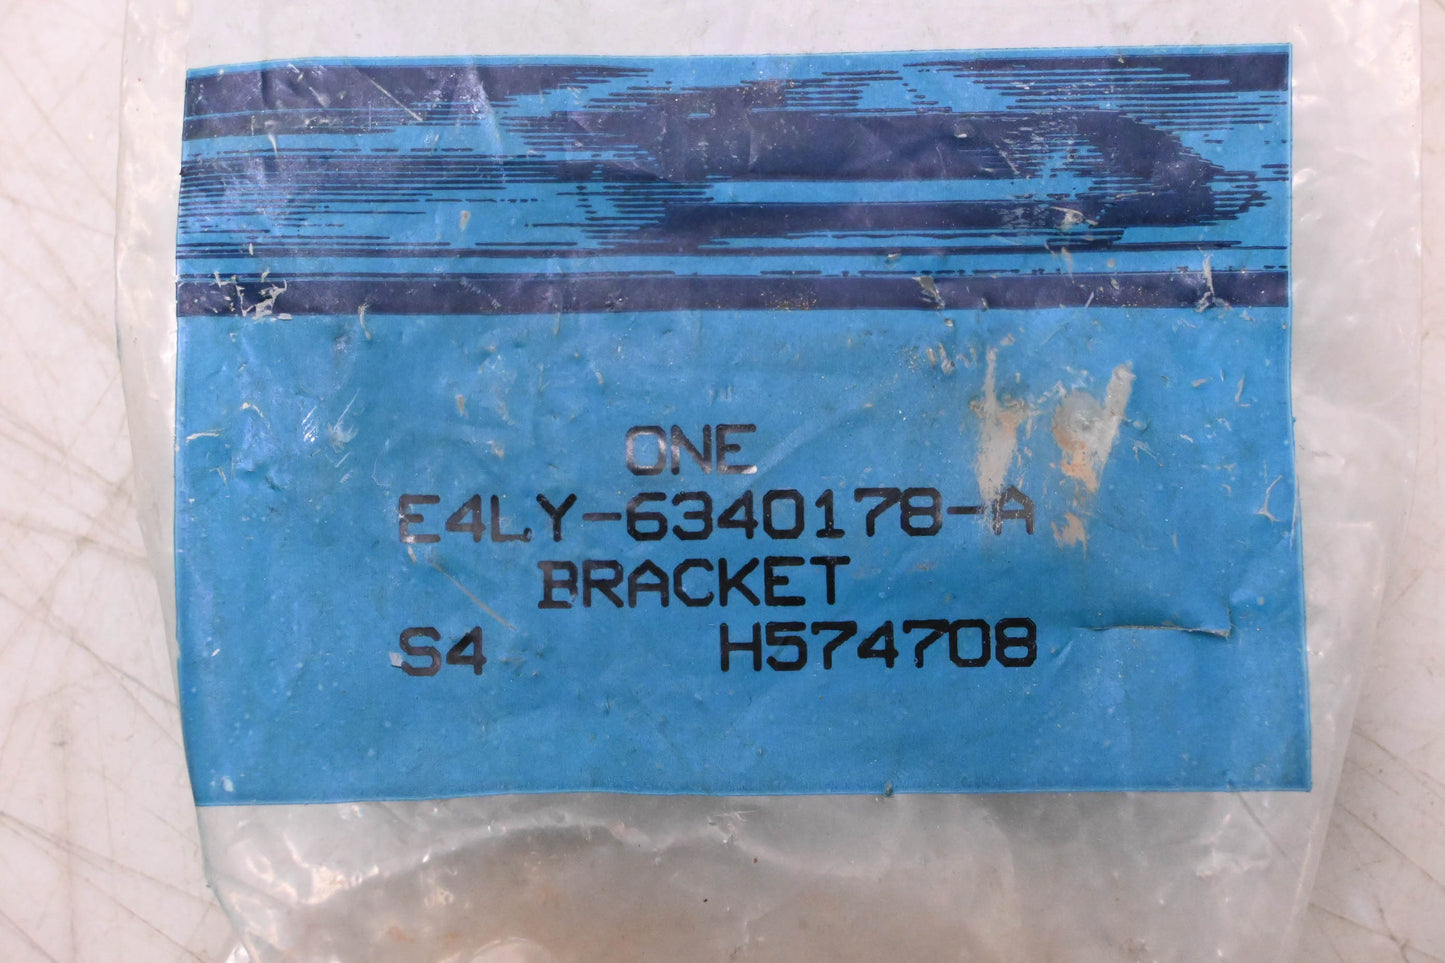 ONE
E4LY-6340178-A
BRACKET
S4 H574708